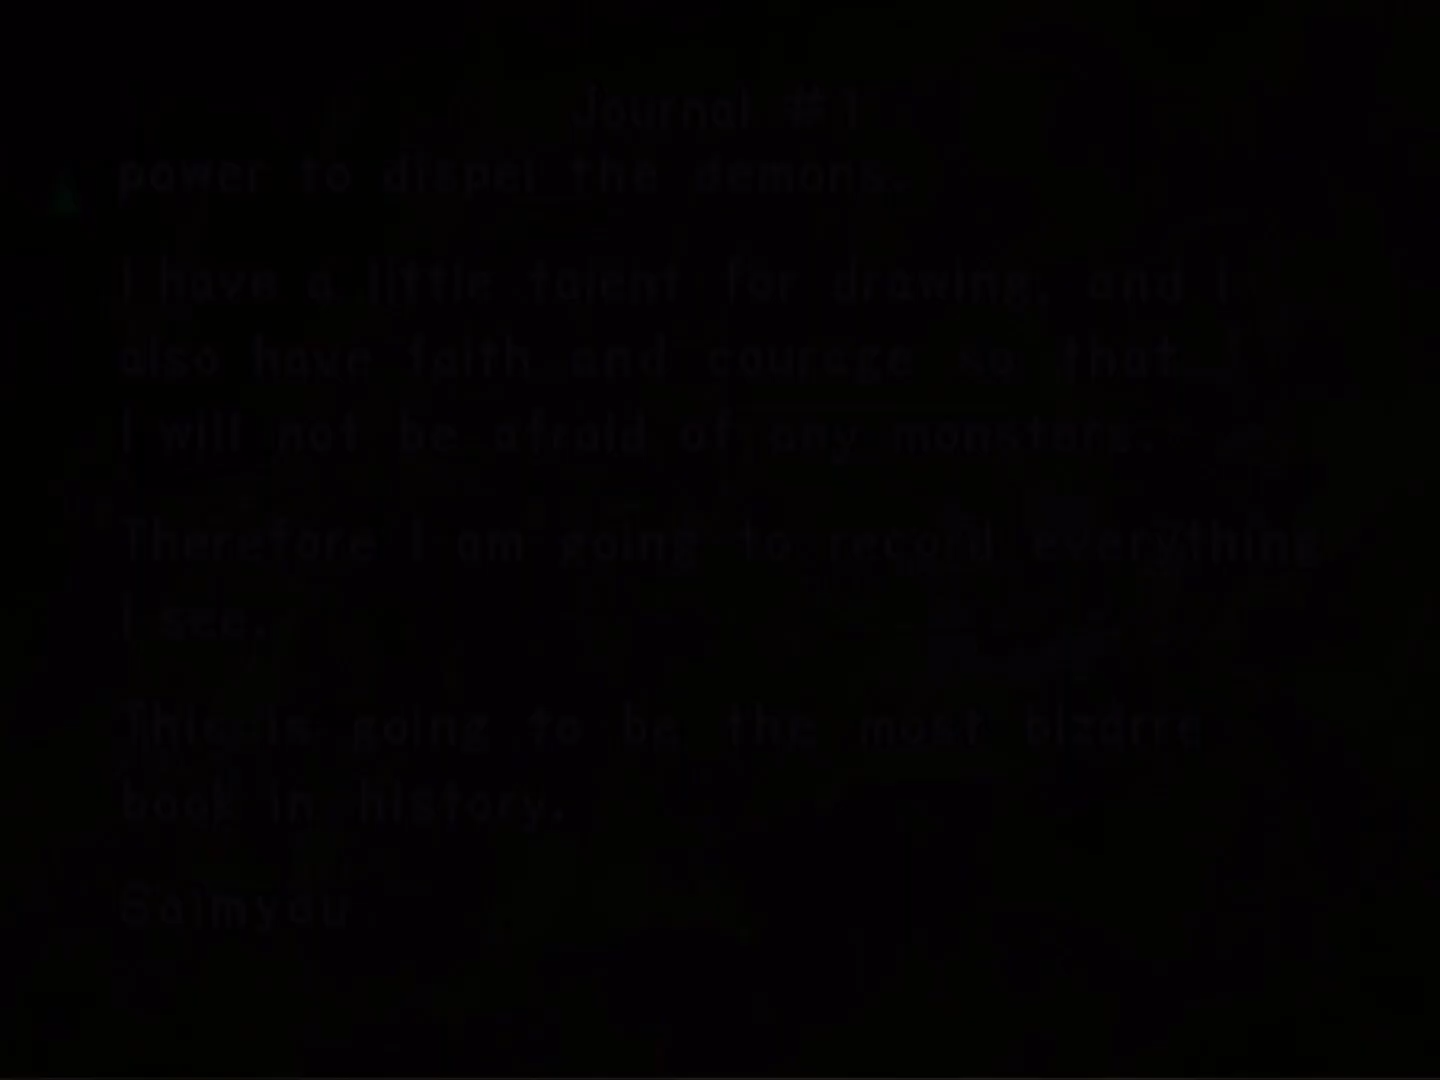 Journal #1
power to dispel the demons.
I have a little talent for drawing, and I
also have faith and courage so that
I will not be afraid of any monsters.
Therefore I am going to record everything
I see.
This is going to be the most bizarre
book in history.